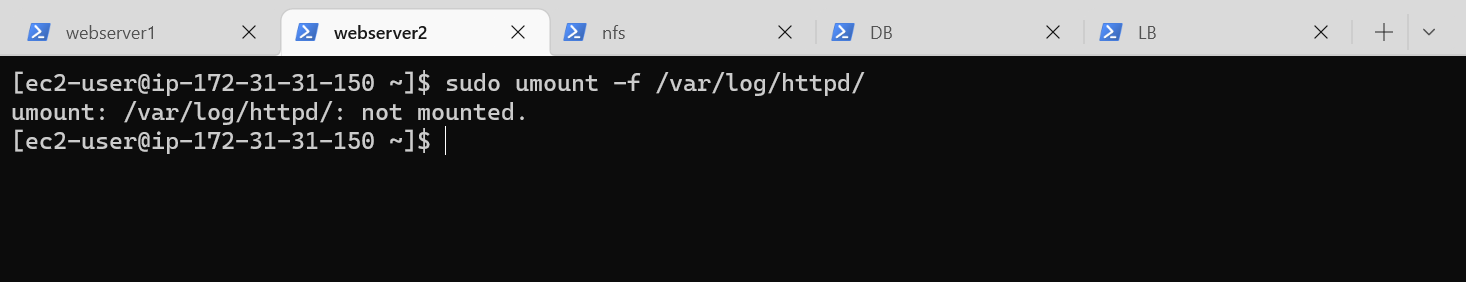 webserver1
webserver2
nfs
DB
LB
[ec2-user@ip-172-31-31-150 ~]$ sudo umount -f /var/log/httpd/
umount: /var/log/httpd/: not mounted.
[ec2-user@ip-172-31-31-150 ~]$